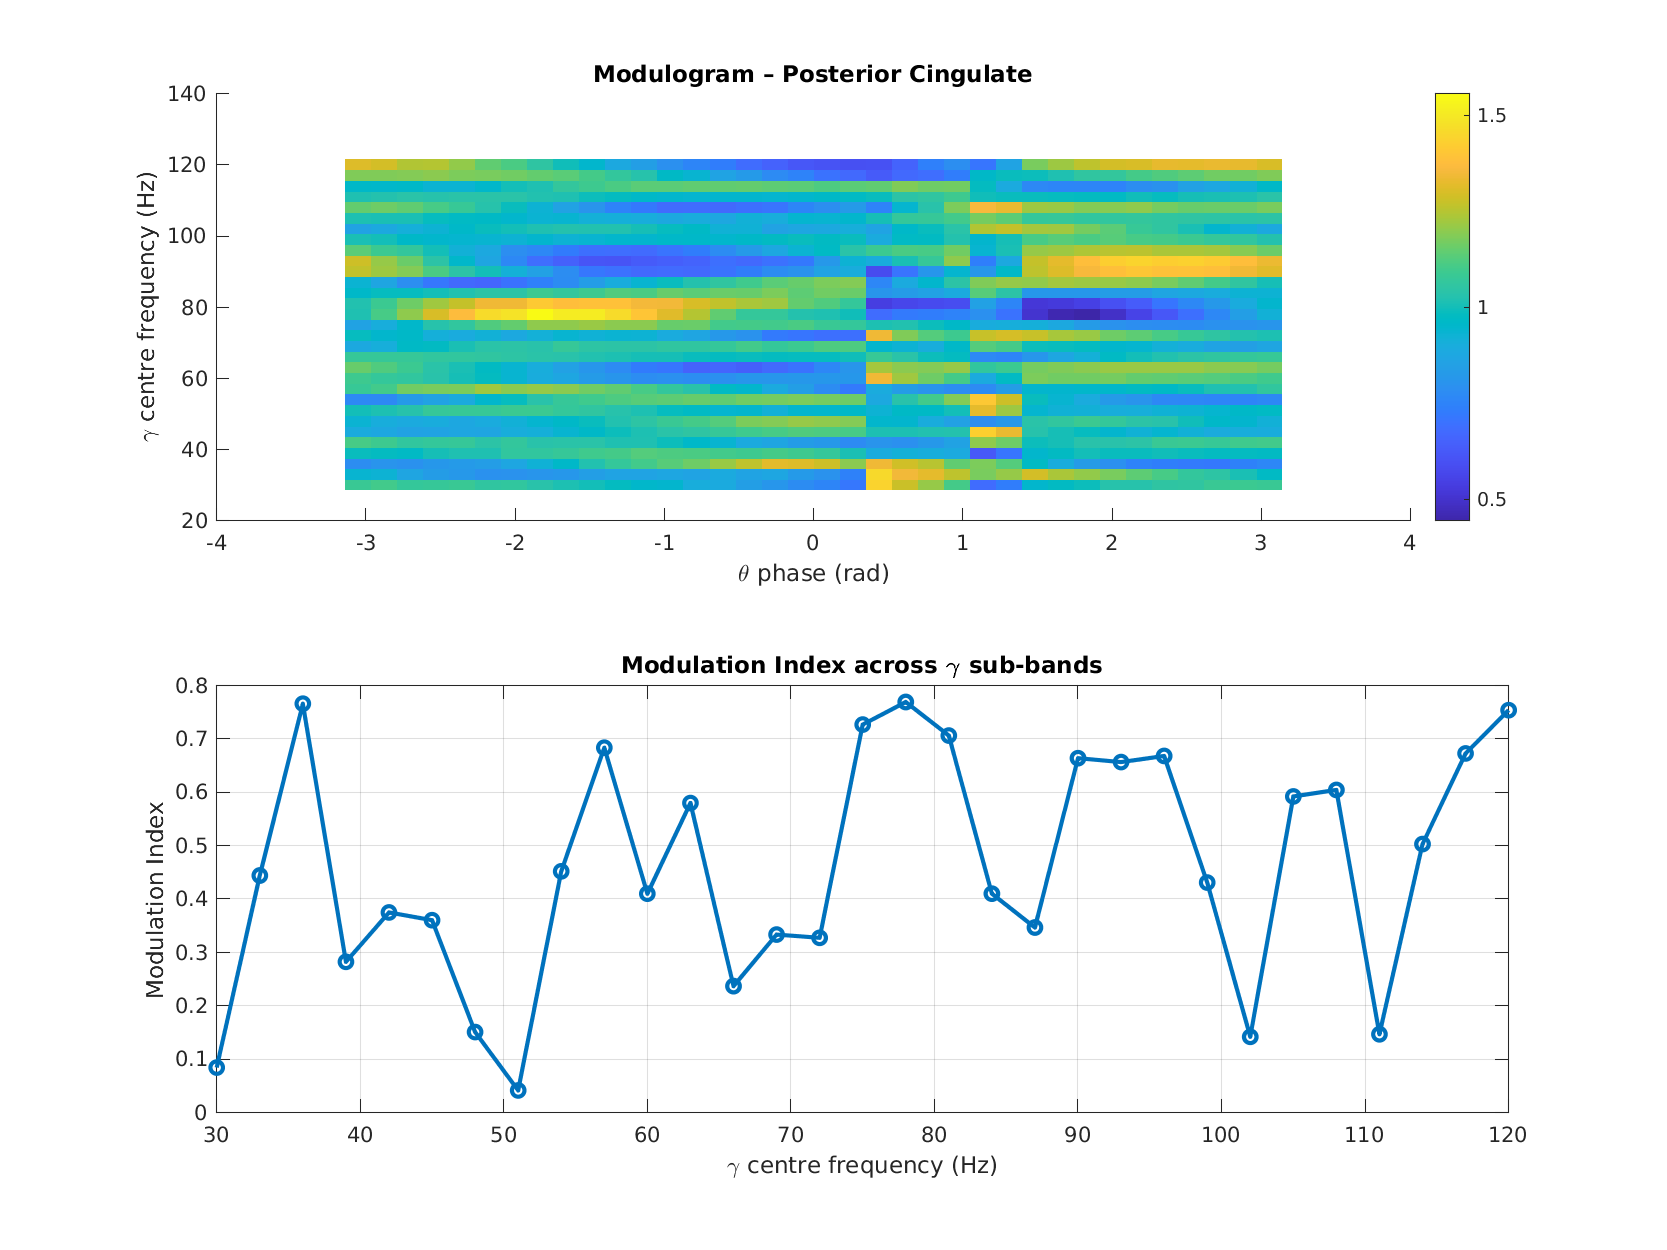 Modulogram – Posterior Cingulate
140
120
100
80
60
40
20
γ centre frequency (Hz)
-4 -3 -2 -1 0 1 2 3 4
θ phase (rad)
1.5
1
0.5
Modulation Index across γ sub-bands
0.8
0.7
0.6
0.5
0.4
0.3
0.2
0.1
0
Modulation Index
30 40 50 60 70 80 90 100 110 120
γ centre frequency (Hz)